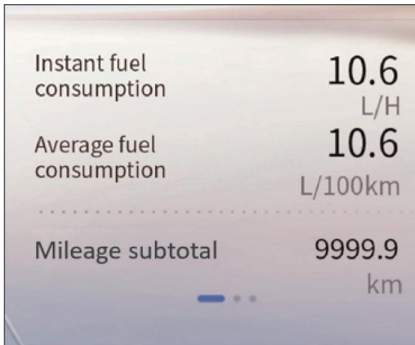 Instant fuel
consumption
10.6
L/H
Average fuel
consumption
10.6
L/100km
Mileage subtotal
9999.9
km